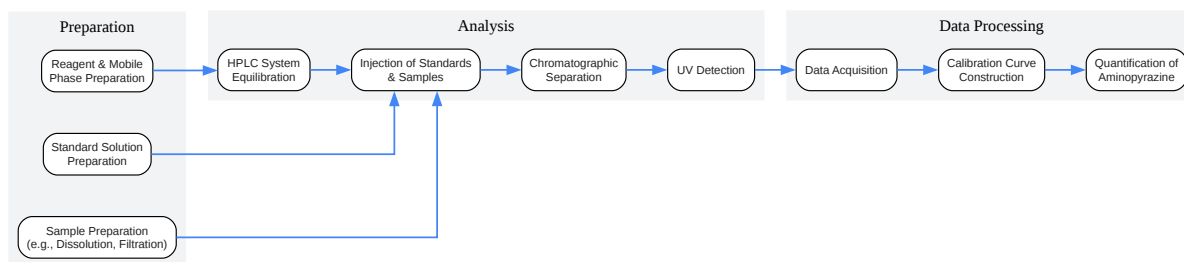 Preparation
Reagent & Mobile
Phase Preparation
Standard Solution
Preparation
Sample Preparation
(e.g., Dissolution, Filtration)
Analysis
HPLC System
Equilibration
Injection of Standards
& Samples
Chromatographic
Separation
UV Detection
Data Processing
Data Acquisition
Calibration Curve
Construction
Quantification of
Aminopyrazine